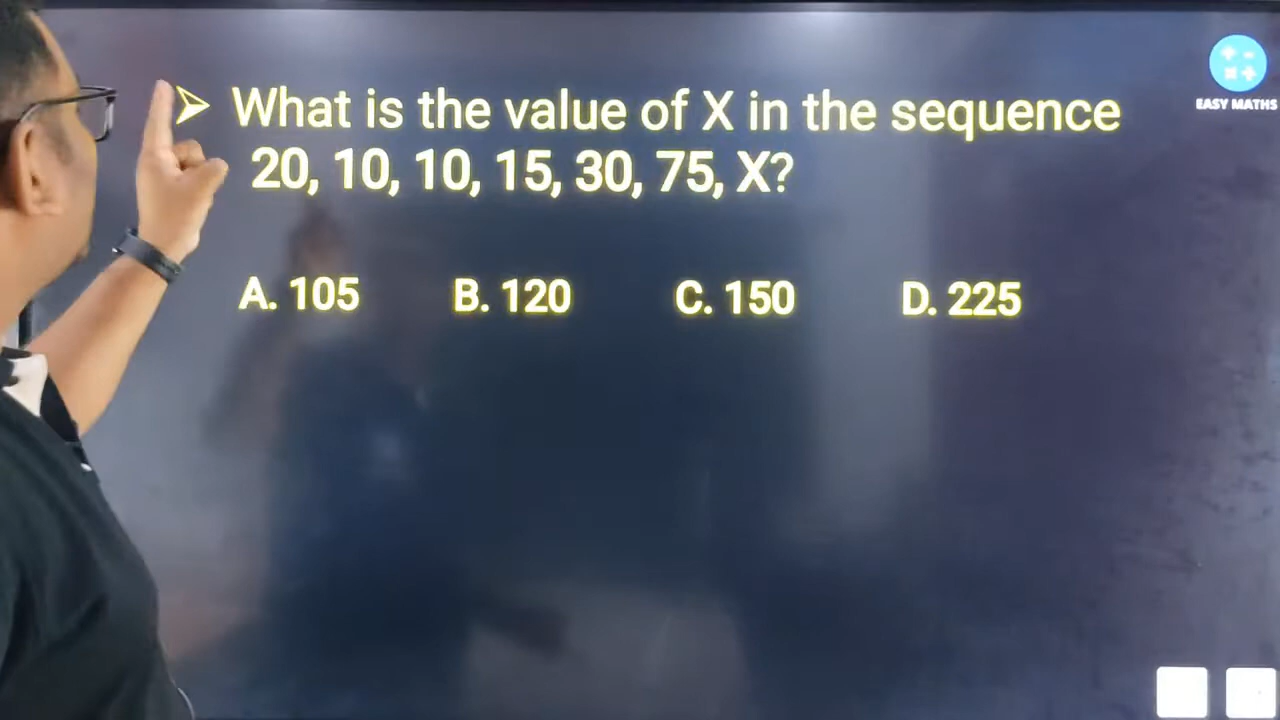 ➢ What is the value of X in the sequence
20, 10, 10, 15, 30, 75, X?
A. 105 B. 120 C. 150 D. 225
EASY MATHS